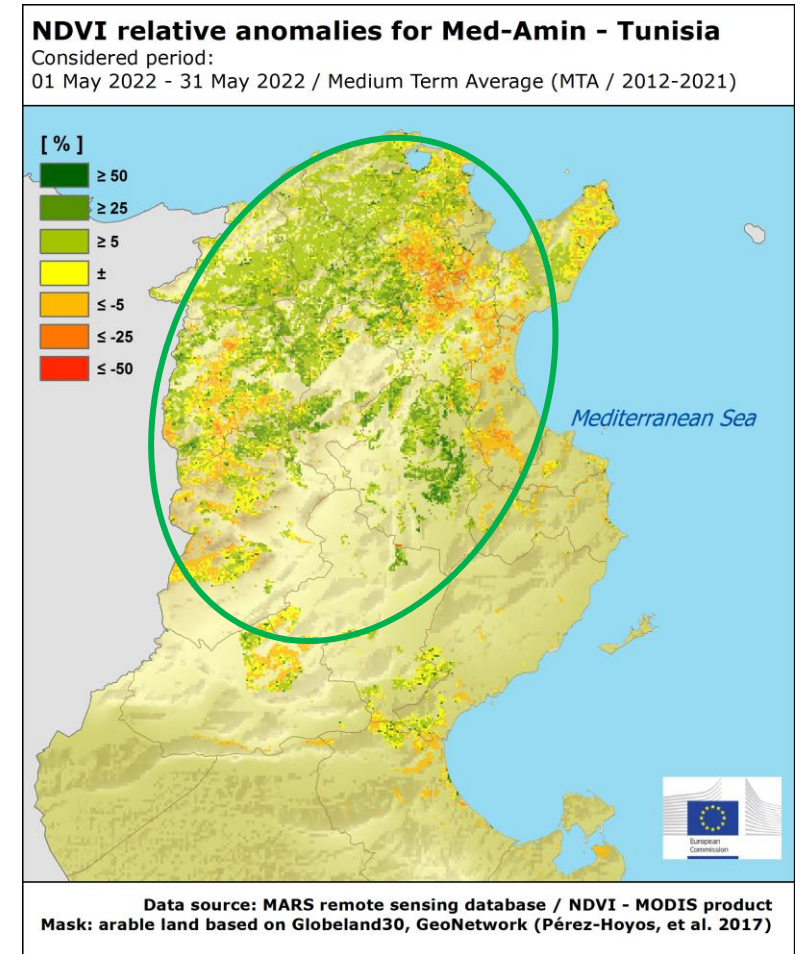 NDVI relative anomalies for Med-Amin - Tunisia
Considered period:
01 May 2022 - 31 May 2022 / Medium Term Average (MTA / 2012-2021)
[ % ]
≥ 50
≥ 25
≥ 5
±
≤ -5
≤ -25
≤ -50
Mediterranean Sea
European
Commission
Data source: MARS remote sensing database / NDVI - MODIS product
Mask: arable land based on Globeland30, GeoNetwork (Pérez-Hoyos, et al. 2017)